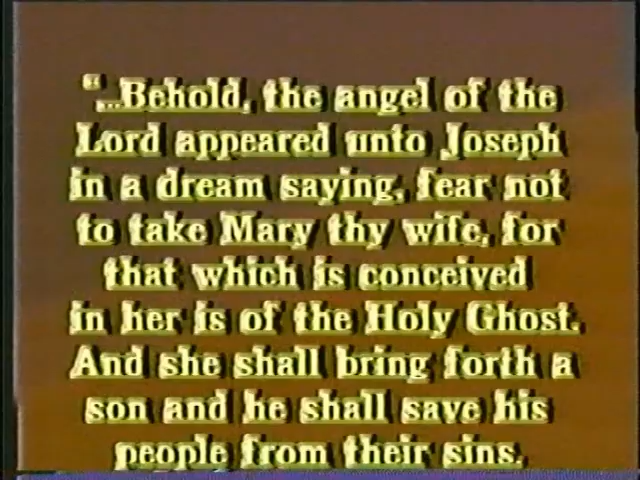 “...Behold, the angel of the
Lord appeared unto Joseph
in a dream saying, fear not
to take Mary thy wife, for
that which is conceived
in her is of the Holy Ghost.
And she shall bring forth a
son and he shall save his
people from their sins.